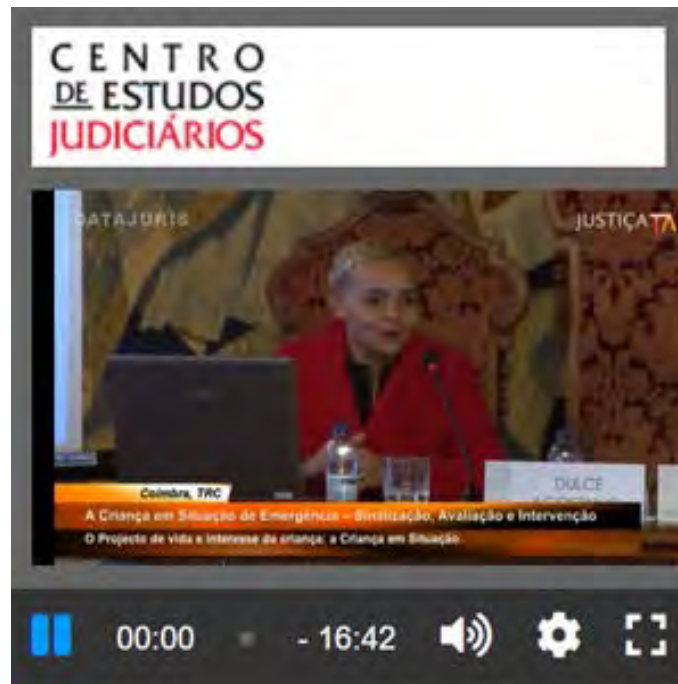 CENTRO
DE ESTUDOS
JUDICIÁRIOS
DATAJURIS
JUSTIÇA
Coimbra, TRC
DULCE
A Criança em Situação de Emergência – Sinalização, Avaliação e Intervenção
O Projecto de vida e interesse da criança: a Criança em Situação
00:00
- 16:42